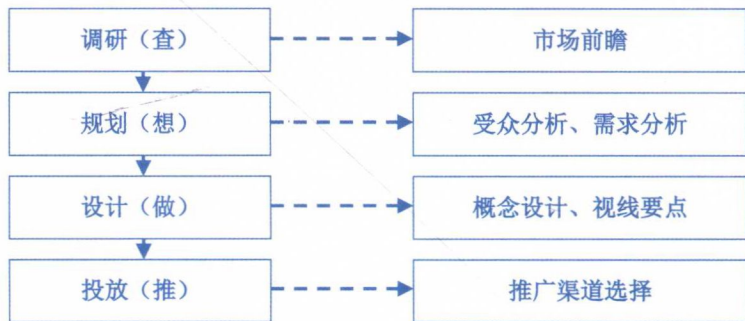 调研（查）
市场前瞻
规划（想）
受众分析、需求分析
设计（做）
概念设计、视线要点
投放（推）
推广渠道选择